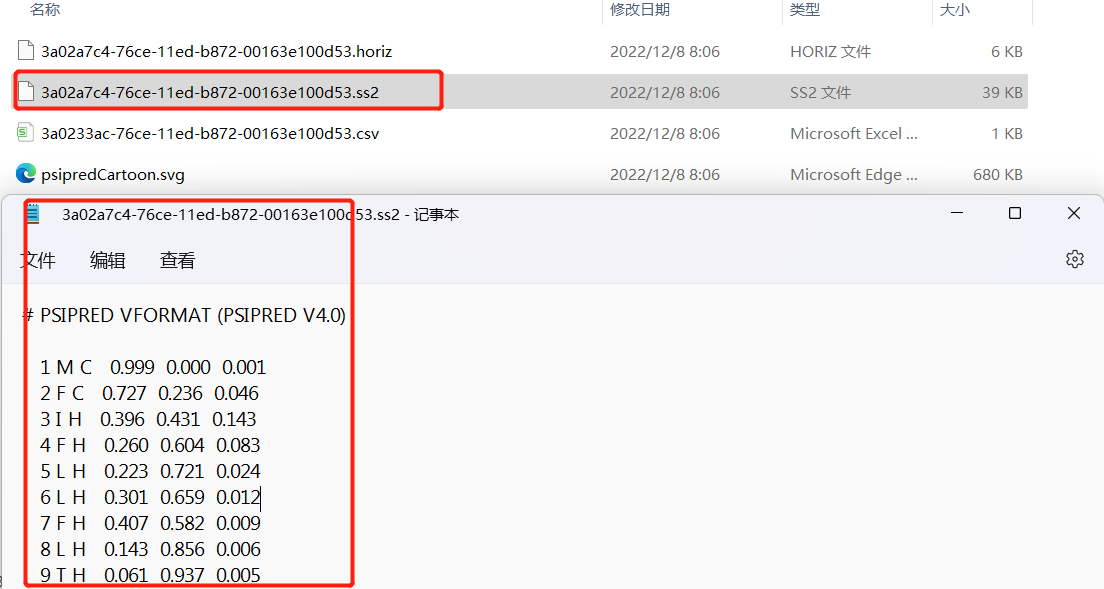 名称 修改日期 类型 大小
3a02a7c4-76ce-11ed-b872-00163e100d53.horiz 2022/12/8 8:06 HORIZ 文件 6 KB
3a02a7c4-76ce-11ed-b872-00163e100d53.ss2 2022/12/8 8:06 SS2 文件 39 KB
3a0233ac-76ce-11ed-b872-00163e100d53.csv 2022/12/8 8:06 Microsoft Excel ... 1 KB
psipredCartoon.svg 2022/12/8 8:06 Microsoft Edge ... 680 KB
3a02a7c4-76ce-11ed-b872-00163e100d53.ss2 - 记事本
文件 编辑 查看
# PSIPRED VFORMAT (PSIPRED V4.0)
1 M C 0.999 0.000 0.001
2 F C 0.727 0.236 0.046
3 I H 0.396 0.431 0.143
4 F H 0.260 0.604 0.083
5 L H 0.223 0.721 0.024
6 L H 0.301 0.659 0.012
7 F H 0.407 0.582 0.009
8 L H 0.143 0.856 0.006
9 T H 0.061 0.937 0.005